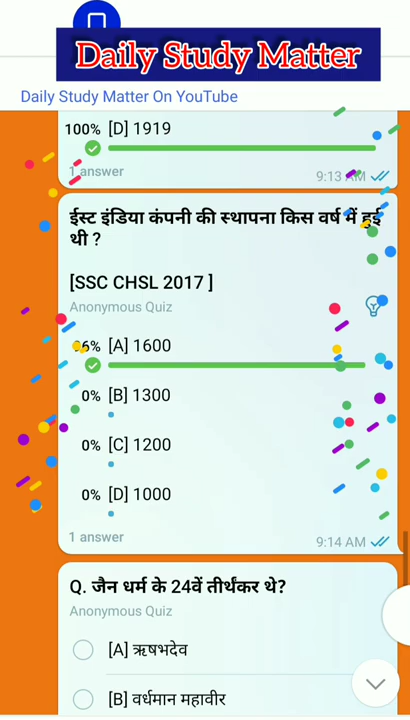 Daily Study Matter
Daily Study Matter On YouTube
100% [D] 1919
1 answer
9:13 AM
ईस्ट इंडिया कंपनी की स्थापना किस वर्ष में हुई
थी ?
[SSC CHSL 2017 ]
Anonymous Quiz
[A] 1600
0% [B] 1300
0% [C] 1200
0% [D] 1000
1 answer
9:14 AM
Q. जैन धर्म के 24वें तीर्थंकर थे?
Anonymous Quiz
[A] ऋषभदेव
[B] वर्धमान महावीर